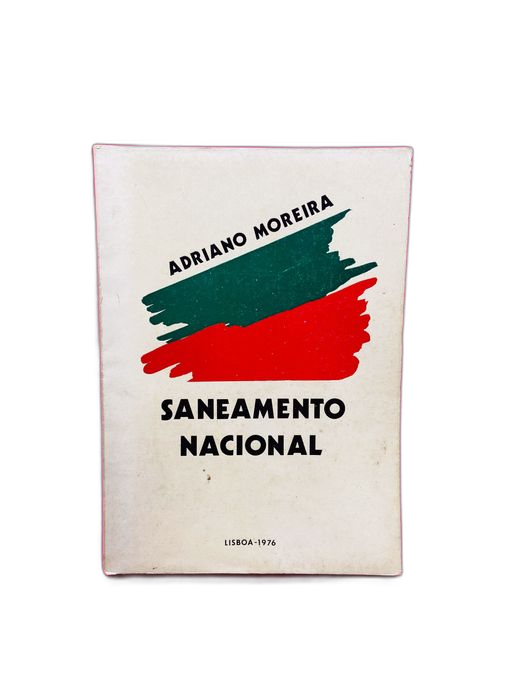 ADRIANO MOREIRA
SANEAMENTO
NACIONAL
LISBOA-1976